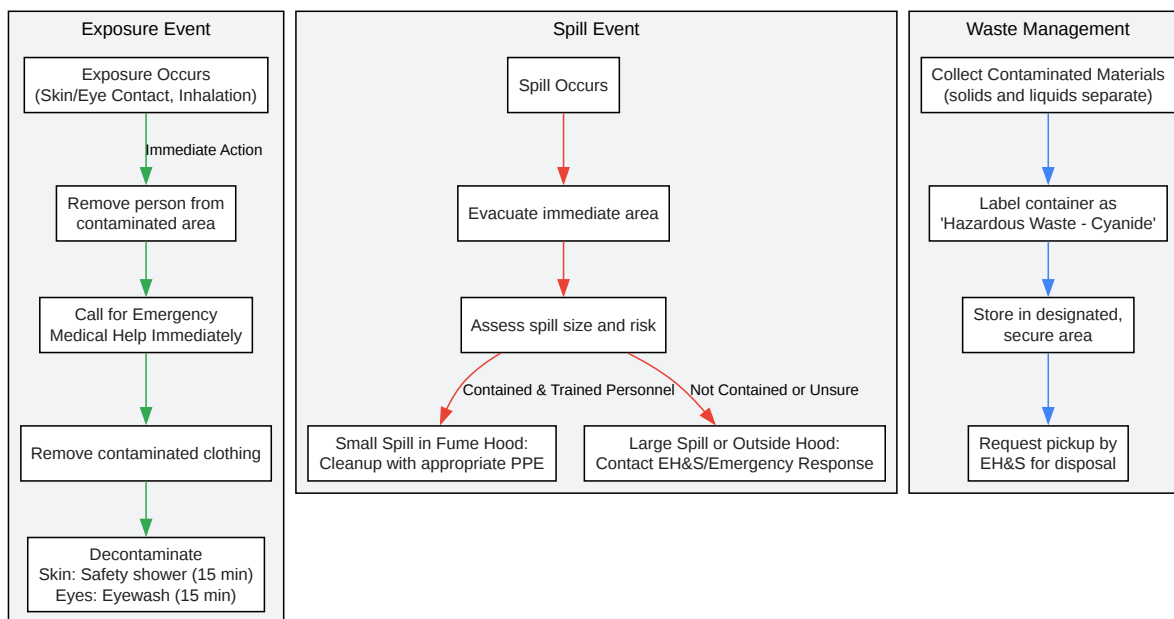 Exposure Event
Exposure Occurs
(Skin/Eye Contact, Inhalation)
Immediate Action
Remove person from
contaminated area
Call for Emergency
Medical Help Immediately
Remove contaminated clothing
Decontaminate
Skin: Safety shower (15 min)
Eyes: Eyewash (15 min)
Spill Event
Spill Occurs
Evacuate immediate area
Assess spill size and risk
Contained & Trained Personnel
Not Contained or Unsure
Small Spill in Fume Hood:
Cleanup with appropriate PPE
Large Spill or Outside Hood:
Contact EH&S/Emergency Response
Waste Management
Collect Contaminated Materials
(solids and liquids separate)
Label container as
'Hazardous Waste - Cyanide'
Store in designated,
secure area
Request pickup by
EH&S for disposal